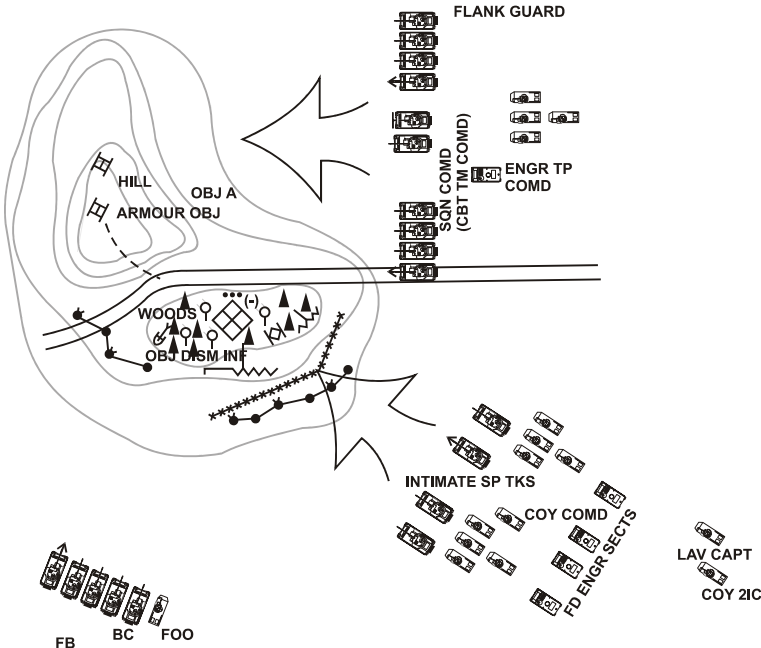 FLANK GUARD
SQN COMD
(CBT TM COMD)
ENGR TP
COMD
HILL
OBJ A
ARMOUR OBJ
(-)
WOODS
OBJ DISM INF
INTIMATE SP TKS
COY COMD
FD ENGR SECTS
LAV CAPT
COY 2IC
FB
BC
FOO